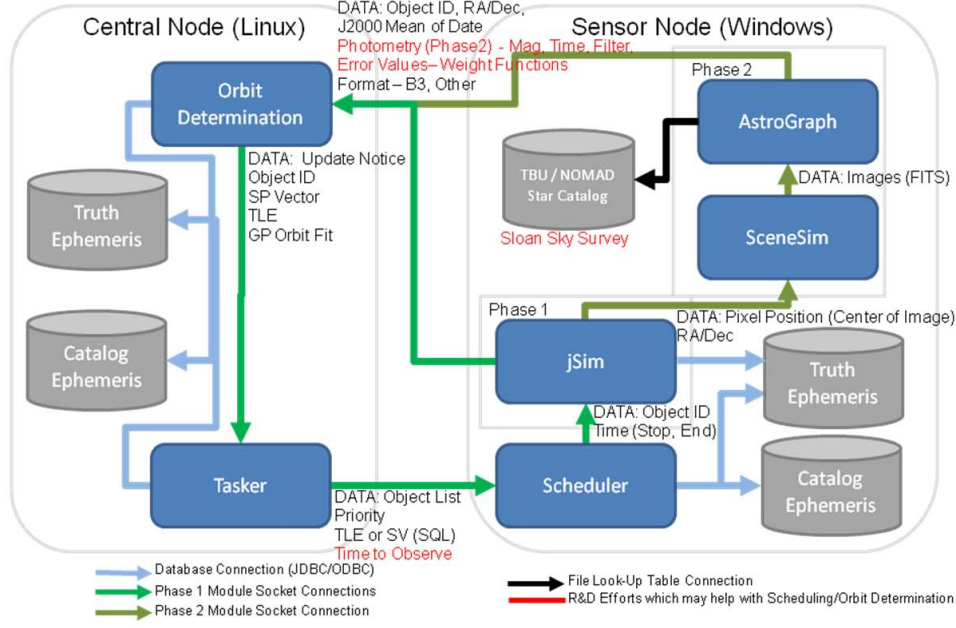 Central Node (Linux)
DATA: Object ID, RA/Dec,
J2000 Mean of Date
Photometry (Phase2) - Mag, Time, Filter,
Error Values–Weight Functions
Format – B3, Other
Sensor Node (Windows)
Phase 2
Orbit
Determination
AstroGraph
DATA: Update Notice
Object ID
SP Vector
TLE
GP Orbit Fit
TBU / NOMAD
Star Catalog
Sloan Sky Survey
DATA: Images (FITS)
Truth
Ephemeris
SceneSim
Phase 1
DATA: Pixel Position (Center of Image)
RA/Dec
Catalog
Ephemeris
jSim
Truth
Ephemeris
DATA: Object ID
Time (Stop, End)
Tasker
DATA: Object List
Priority
TLE or SV (SQL)
Time to Observe
Scheduler
Catalog
Ephemeris
Database Connection (JDBC/ODBC)
Phase 1 Module Socket Connections
Phase 2 Module Socket Connection
File Look-Up Table Connection
R&D Efforts which may help with Scheduling/Orbit Determination